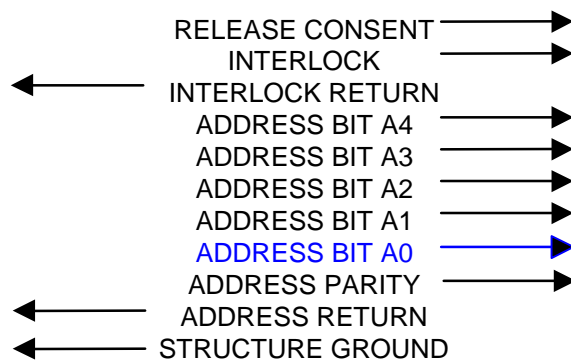 RELEASE CONSENT
INTERLOCK
INTERLOCK RETURN
ADDRESS BIT A4
ADDRESS BIT A3
ADDRESS BIT A2
ADDRESS BIT A1
ADDRESS BIT A0
ADDRESS PARITY
ADDRESS RETURN
STRUCTURE GROUND